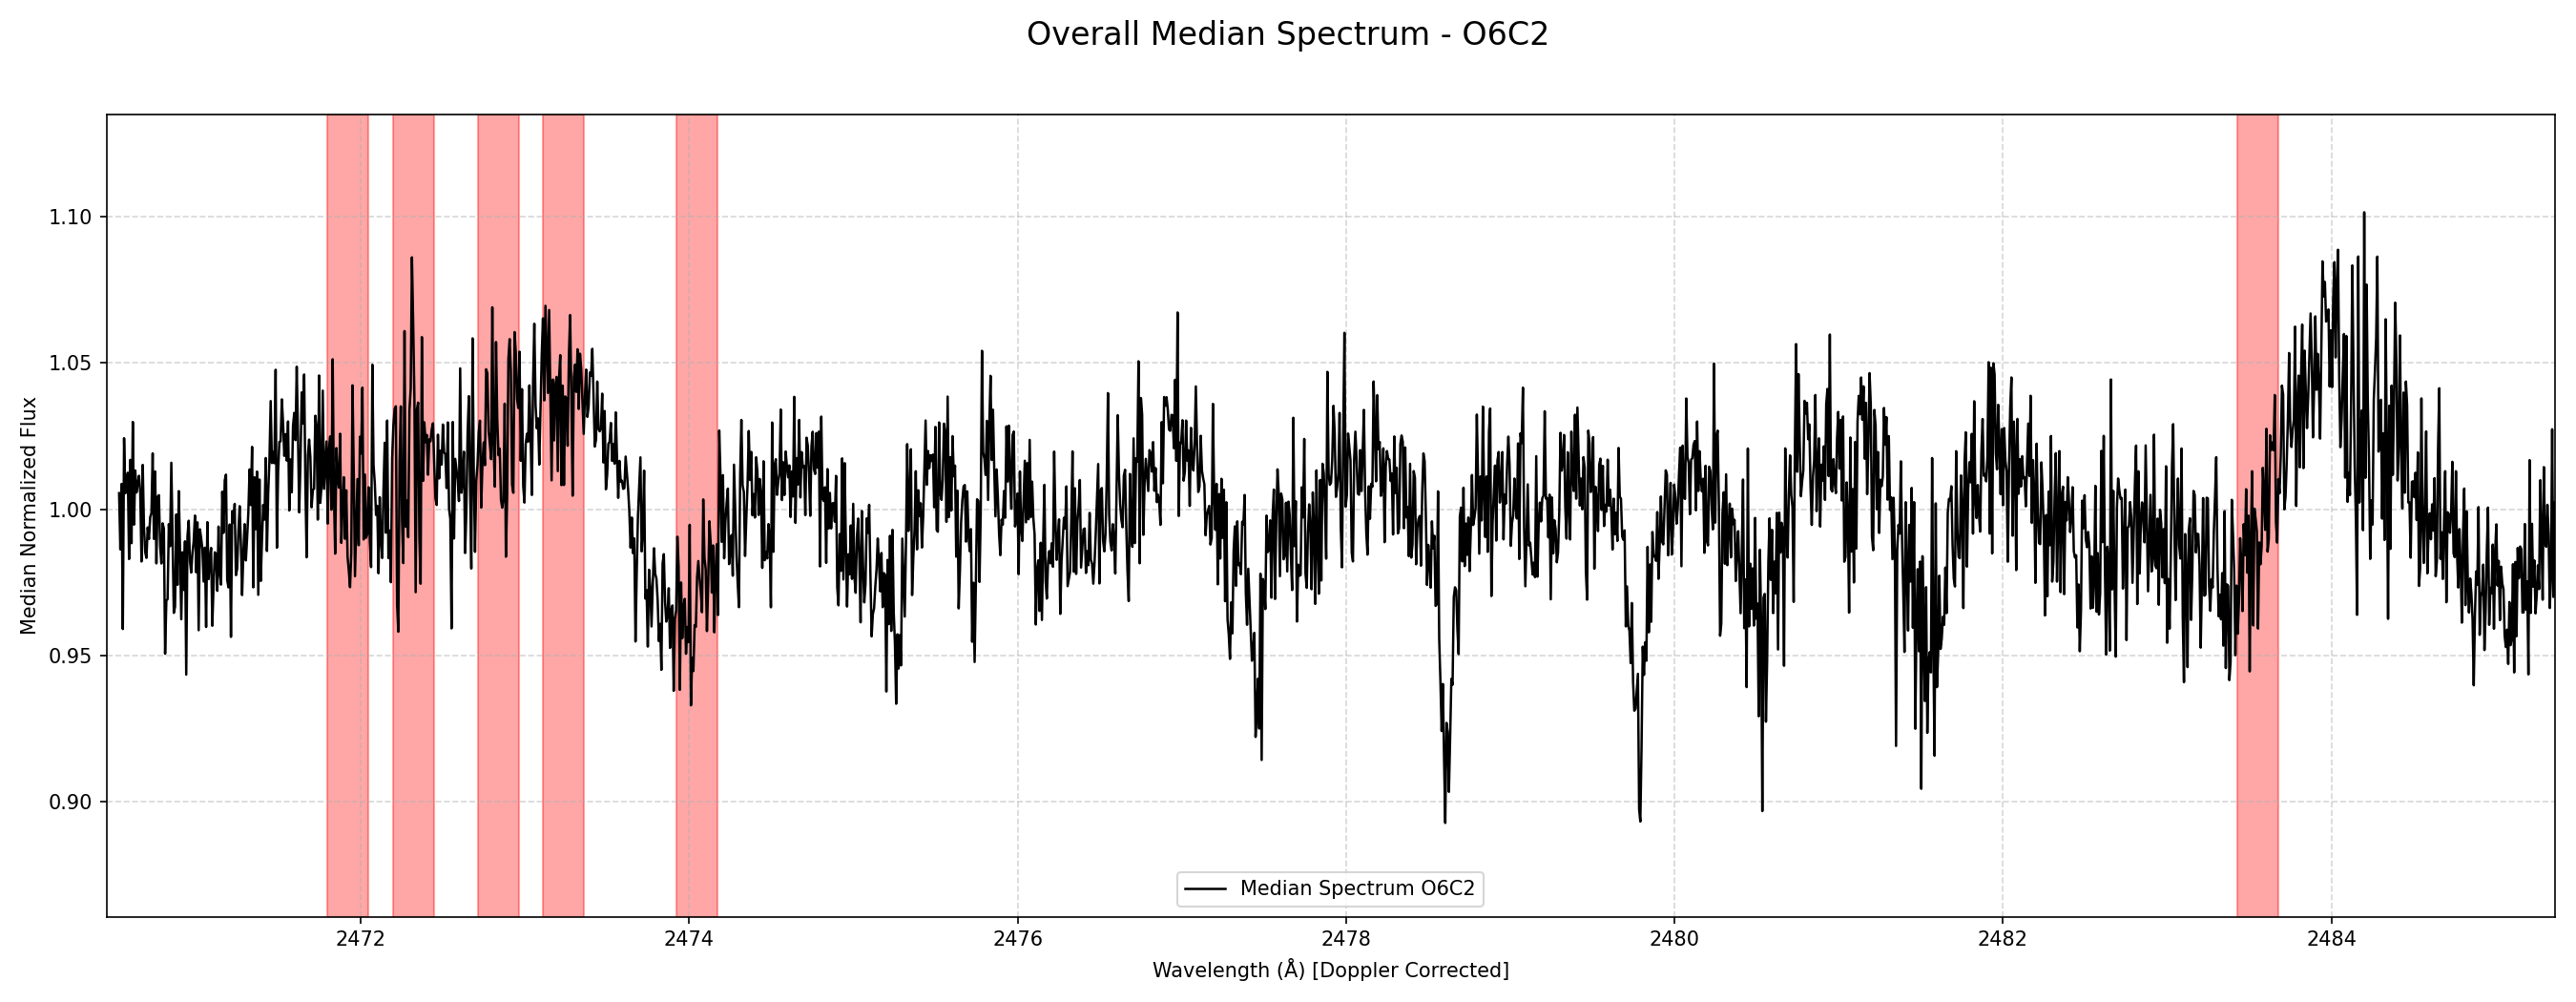 Overall Median Spectrum - O6C2
Median Normalized Flux
1.10
1.05
1.00
0.95
0.90
Median Spectrum O6C2
2472 2474 2476 2478 2480 2482 2484
Wavelength (Å) [Doppler Corrected]